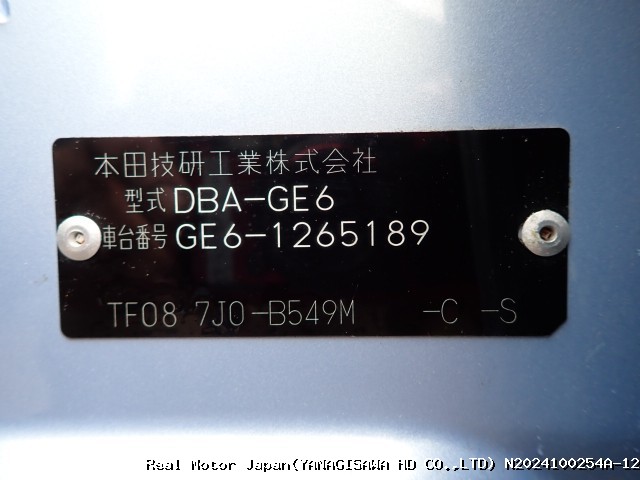 本田技研工業株式会社
型式 DBA-GE6
車台番号 GE6-1265189
TF08 7J0-B549M -C -S
Real Motor Japan(YANAGISAWA HD CO.,LTD) N2024100254A-12